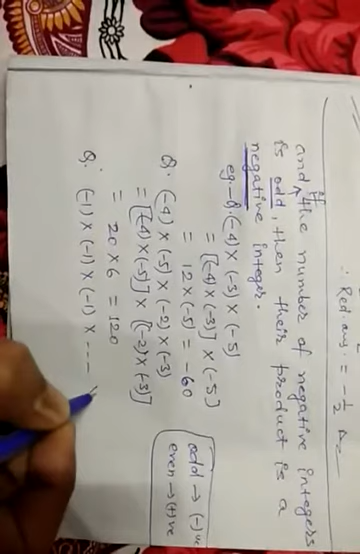 ∴ Req. ans. = -1/2 Ans
and if the number of negative integers
is odd, then their product is a
negative integer.
eg - Q. (-4) × (-3) × (-5)
= [(-4) × (-3)] × (-5)
= 12 × (-5) = -60
Q. (-4) × (-5) × (-2) × (-3)
= [(-4) × (-5)] × [(-2) × (-3)]
= 20 × 6 = 120
Q. (-1) × (-1) × (-1) × - - - -
odd → (-)ve
even → (+)ve